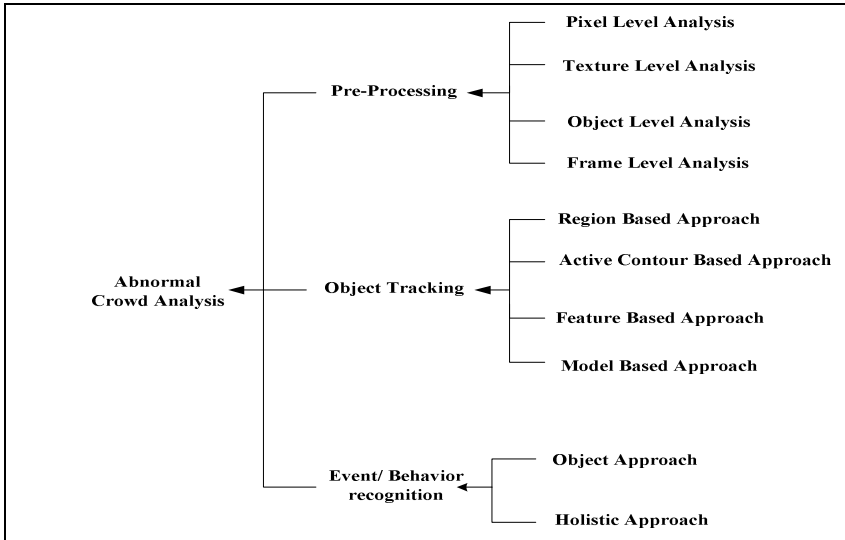 Pixel Level Analysis
Texture Level Analysis
Pre-Processing
Object Level Analysis
Frame Level Analysis
Region Based Approach
Active Contour Based Approach
Abnormal
Crowd Analysis
Object Tracking
Feature Based Approach
Model Based Approach
Object Approach
Event/ Behavior
recognition
Holistic Approach